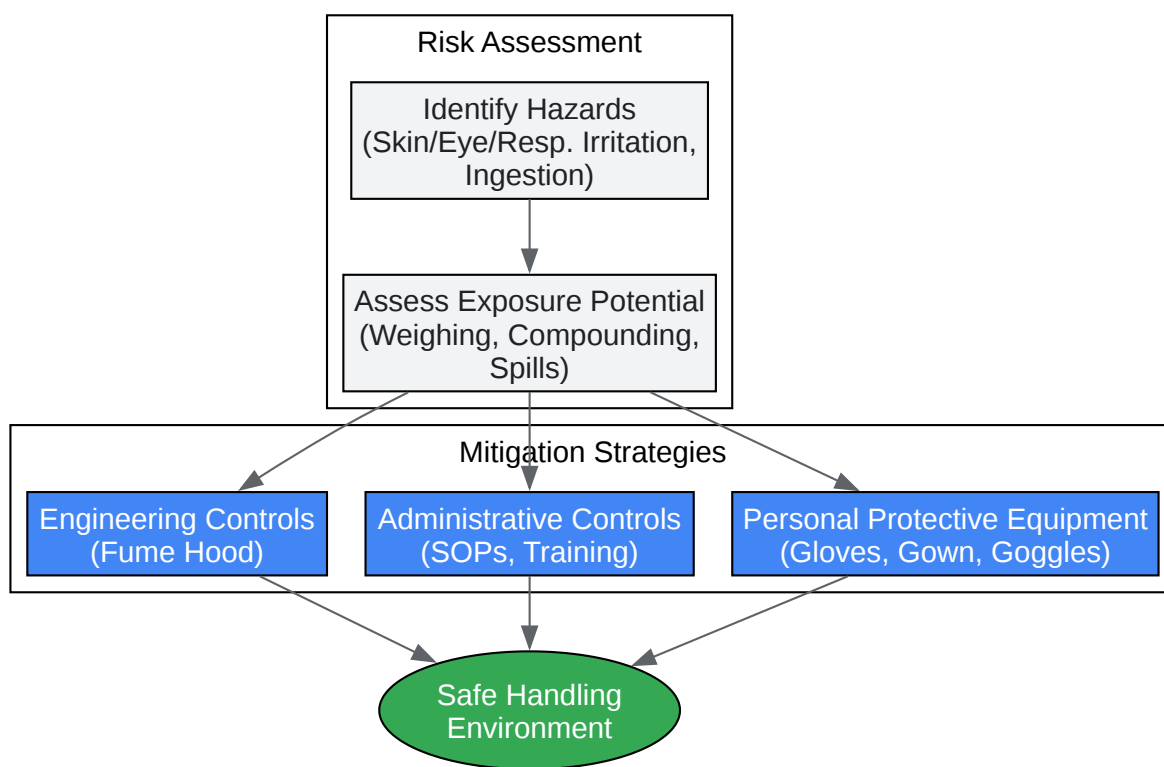 Risk Assessment
Identify Hazards
(Skin/Eye/Resp. Irritation,
Ingestion)
Assess Exposure Potential
(Weighing, Compounding,
Spills)
Mitigation Strategies
Engineering Controls
(Fume Hood)
Administrative Controls
(SOPs, Training)
Personal Protective Equipment
(Gloves, Gown, Goggles)
Safe Handling
Environment